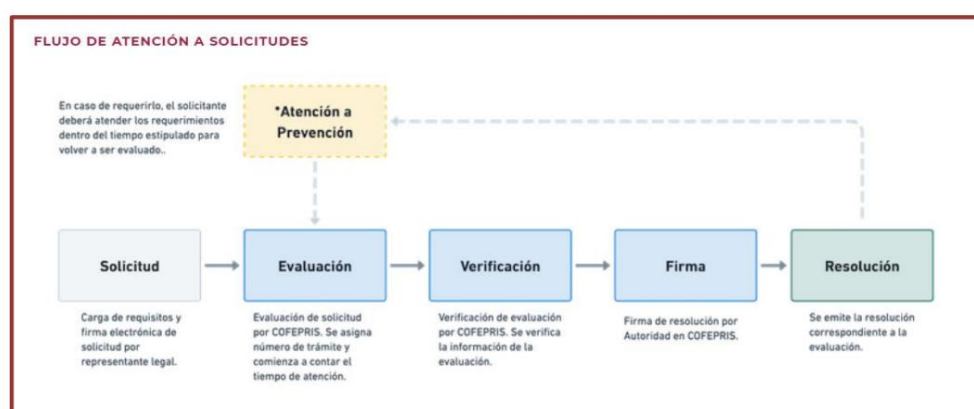 FLUJO DE ATENCIÓN A SOLICITUDES
En caso de requerirlo, el solicitante
deberá atender los requerimientos
dentro del tiempo estipulado para
volver a ser evaluado..
*Atención a
Prevención
Solicitud
Evaluación
Verificación
Firma
Resolución
Carga de requisitos y
firma electrónica de
solicitud por
representante legal.
Evaluación de solicitud
por COFEPRIS. Se asigna
número de trámite y
comienza a contar el
tiempo de atención.
Verificación de evaluación
por COFEPRIS. Se verifica
la información de la
evaluación.
Firma de resolución por
Autoridad en COFEPRIS.
Se emite la resolución
correspondiente a la
evaluación.